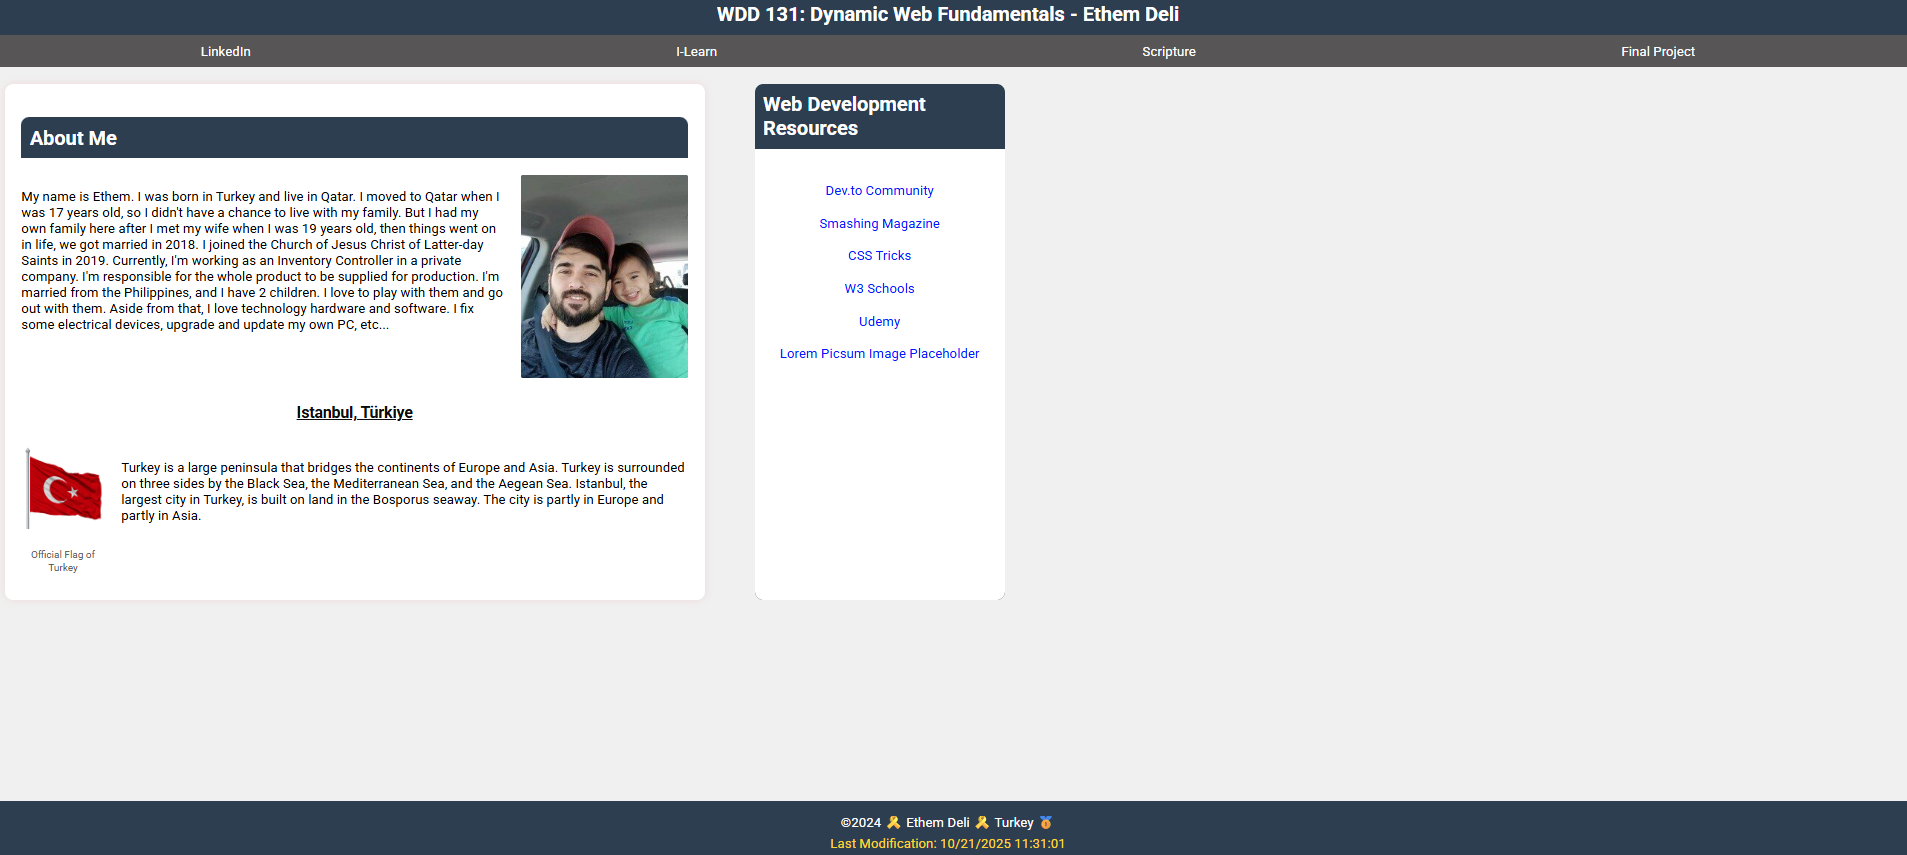 WDD 131: Dynamic Web Fundamentals - Ethem Deli
LinkedIn
I-Learn
Scripture
Final Project
About Me
My name is Ethem. I was born in Turkey and live in Qatar. I moved to Qatar when I
was 17 years old, so I didn't have a chance to live with my family. But I had my
own family here after I met my wife when I was 19 years old, then things went on
in life, we got married in 2018. I joined the Church of Jesus Christ of Latter-day
Saints in 2019. Currently, I'm working as an Inventory Controller in a private
company. I'm responsible for the whole product to be supplied for production. I'm
married from the Philippines, and I have 2 children. I love to play with them and go
out with them. Aside from that, I love technology hardware and software. I fix
some electrical devices, upgrade and update my own PC, etc...
Istanbul, Türkiye
Turkey is a large peninsula that bridges the continents of Europe and Asia. Turkey is surrounded
on three sides by the Black Sea, the Mediterranean Sea, and the Aegean Sea. Istanbul, the
largest city in Turkey, is built on land in the Bosporus seaway. The city is partly in Europe and
partly in Asia.
Official Flag of
Turkey
Web Development
Resources
Dev.to Community
Smashing Magazine
CSS Tricks
W3 Schools
Udemy
Lorem Picsum Image Placeholder
©2024 🎗️ Ethem Deli 🎗️ Turkey 🏅
Last Modification: 10/21/2025 11:31:01